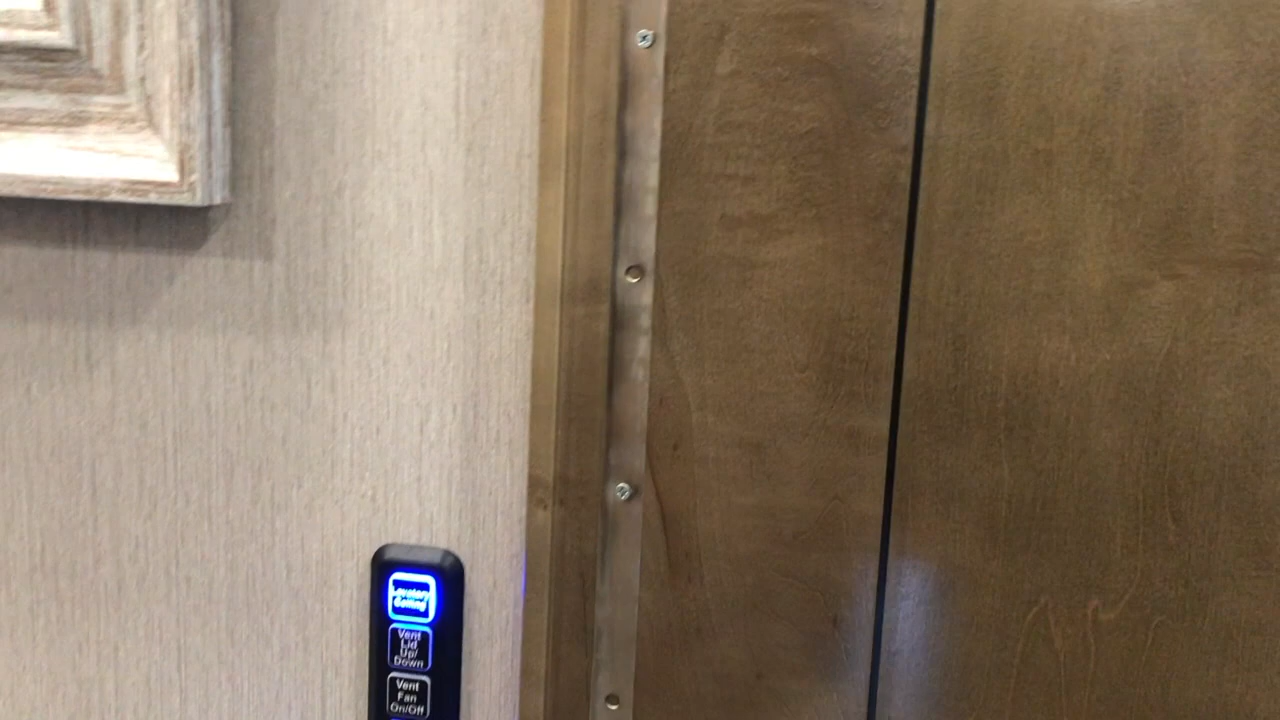 Lavatory
Ceiling
Vent
Lid
Up/
Down
Vent
Fan
On/Off